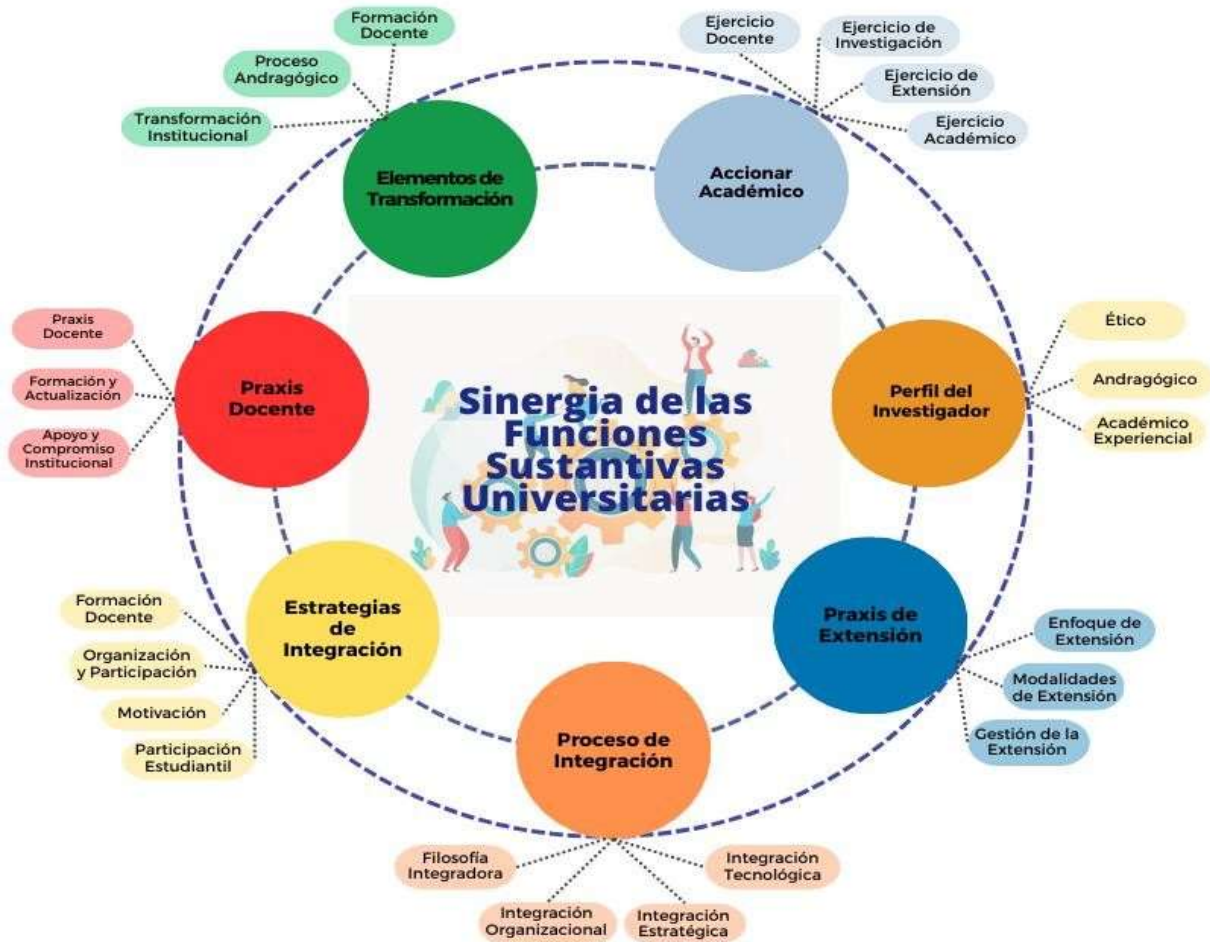 Formación
Docente
Proceso
Andragógico
Transformación
Institucional
Elementos de
Transformación
Ejercicio
Docente
Ejercicio de
Investigación
Ejercicio de
Extensión
Ejercicio
Académico
Accionar
Académico
Praxis
Docente
Formación y
Actualización
Apoyo y
Compromiso
Institucional
Praxis
Docente
Sinergia de las
Funciones
Sustantivas
Universitarias
Perfil del
Investigador
Ético
Andragógico
Académico
Experiencial
Formación
Docente
Organización
y Participación
Motivación
Participación
Estudiantil
Estrategias
de
Integración
Praxis de
Extensión
Enfoque de
Extensión
Modalidades
de Extensión
Gestión de la
Extensión
Proceso de
Integración
Filosofía
Integradora
Integración
Organizacional
Integración
Estratégica
Integración
Tecnológica